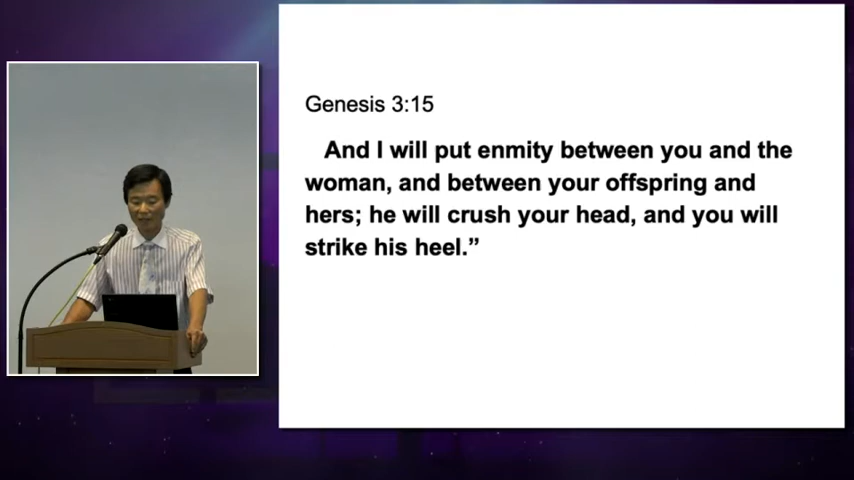 Genesis 3:15
And I will put enmity between you and the
woman, and between your offspring and
hers; he will crush your head, and you will
strike his heel.”